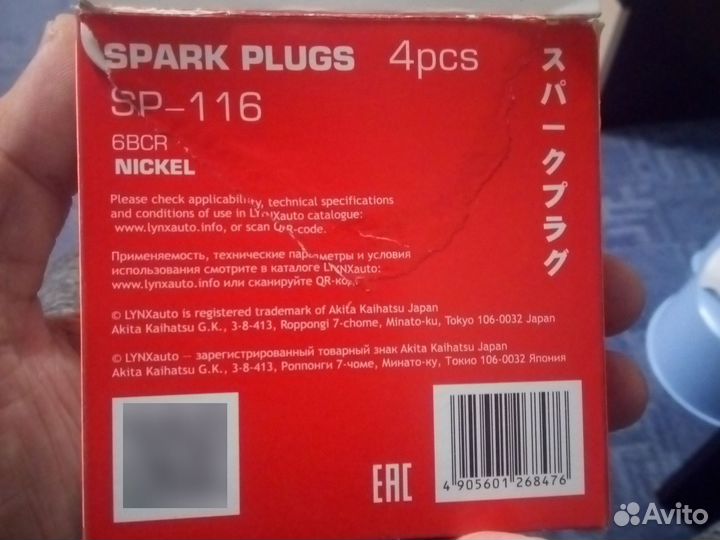 SPARK PLUGS 4pcs
SP-116
6BCR
NICKEL
スパークプラグ
Please check applicability, technical specifications
and conditions of use in LYNXauto catalogue:
www.lynxauto.info, or scan QR-code.
Применяемость, технические параметры и условия
использования смотрите в каталоге LYNXauto:
www.lynxauto.info или сканируйте QR-код.
© LYNXauto is registered trademark of Akita Kaihatsu Japan
Akita Kaihatsu G.K., 3-8-413, Roppongi 7-chome, Minato-ku, Tokyo 106-0032 Japan
© LYNXauto — зарегистрированный товарный знак Akita Kaihatsu Japan
Akita Kaihatsu G.K., 3-8-413, Роппонги 7-чоме, Минато-ку, Токио 106-0032 Япония
EAC
4 905601 268476
Avito